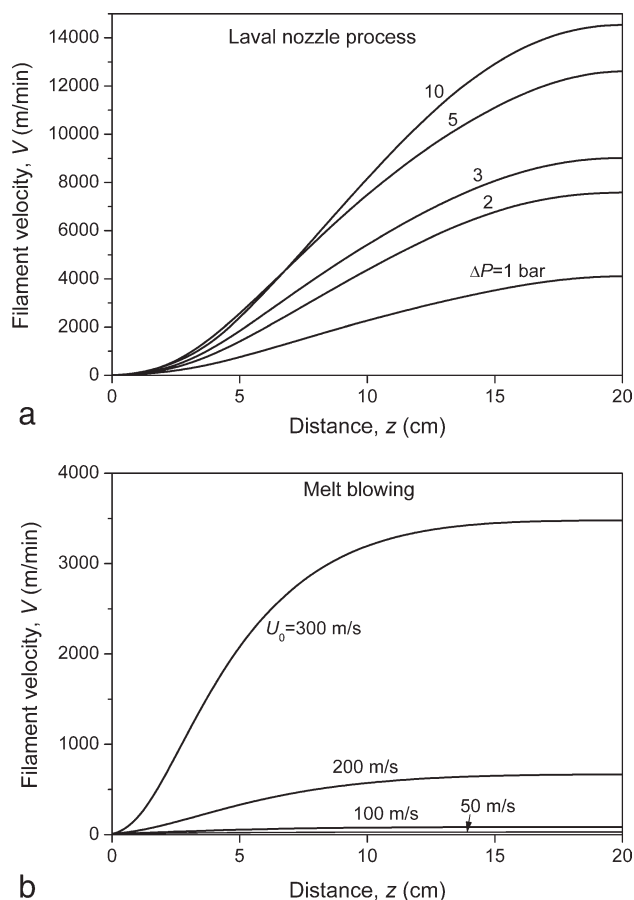 14000
Laval nozzle process
12000
10
5
10000
8000
3
2
6000
ΔP=1 bar
4000
2000
0
Filament velocity, V (m/min)
0 5 10 15 20
Distance, z (cm)
a
4000
Melt blowing
3000
U0=300 m/s
2000
1000
200 m/s
100 m/s
50 m/s
0
Filament velocity, V (m/min)
0 5 10 15 20
Distance, z (cm)
b